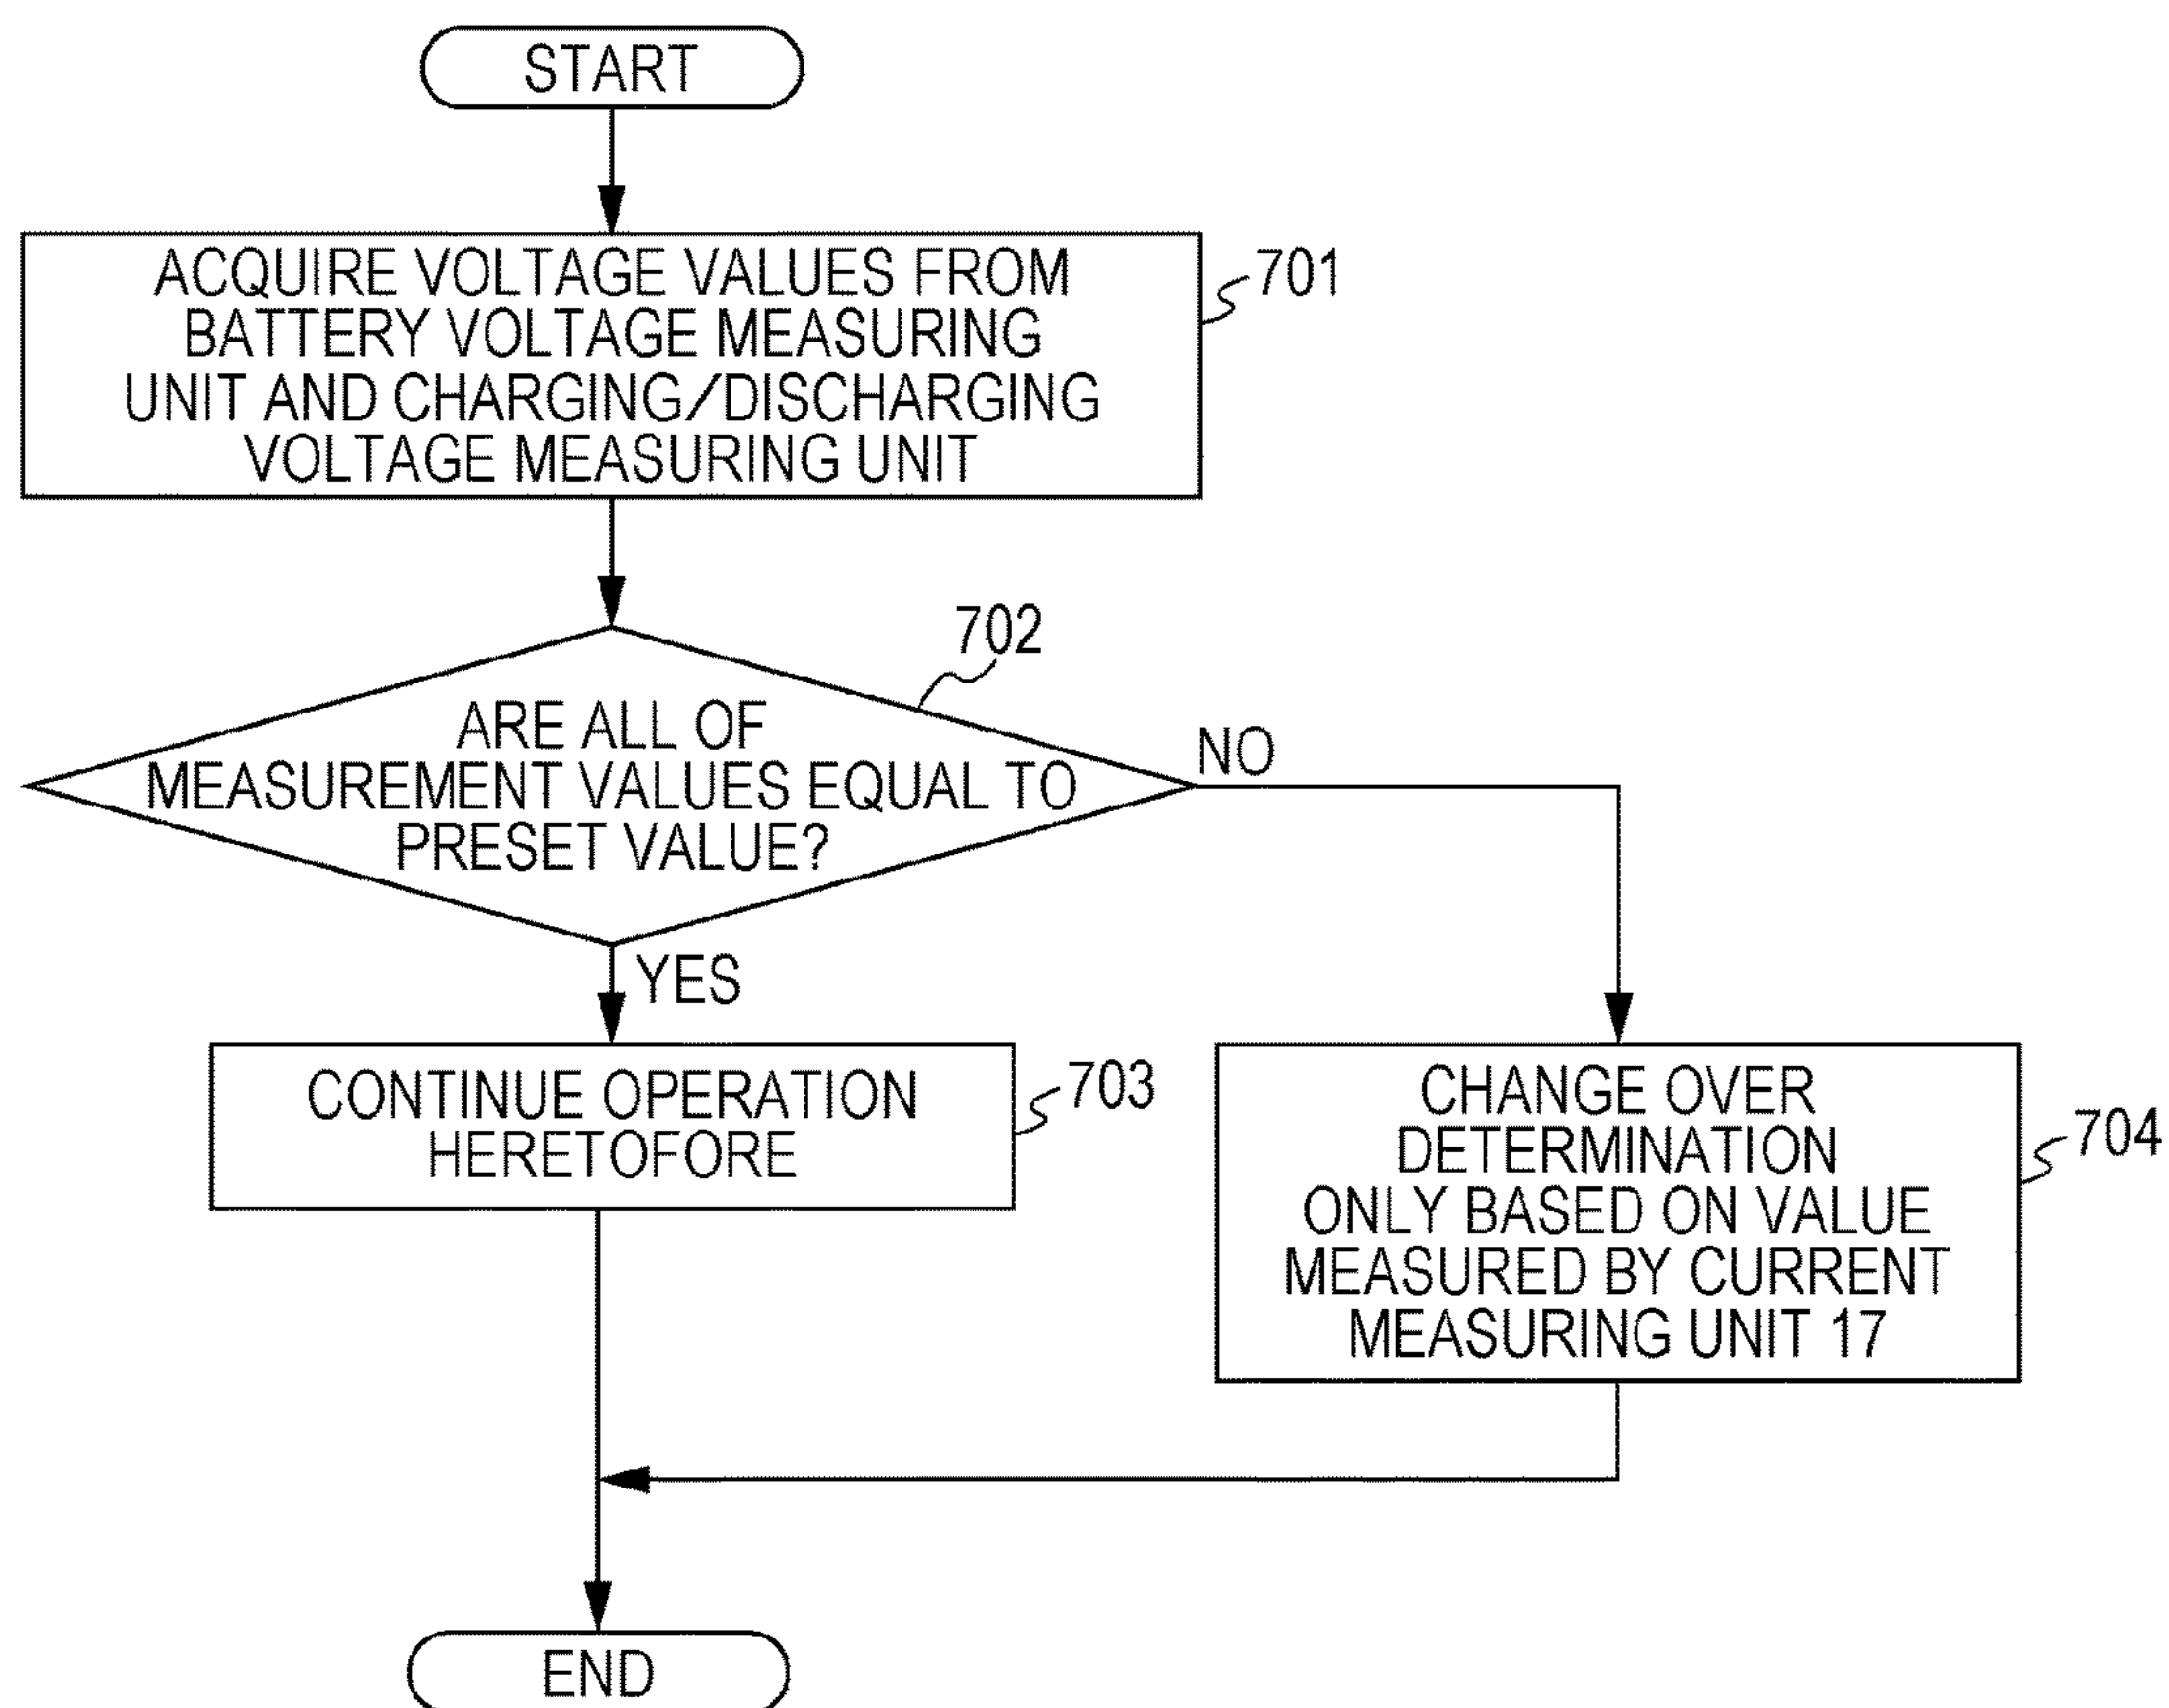 START
ACQUIRE VOLTAGE VALUES FROM
BATTERY VOLTAGE MEASURING
UNIT AND CHARGING/DISCHARGING
VOLTAGE MEASURING UNIT
701
702
ARE ALL OF
MEASUREMENT VALUES EQUAL TO
PRESET VALUE?
NO
YES
CONTINUE OPERATION
HERETOFORE
703
CHANGE OVER
DETERMINATION
ONLY BASED ON VALUE
MEASURED BY CURRENT
MEASURING UNIT 17
704
END